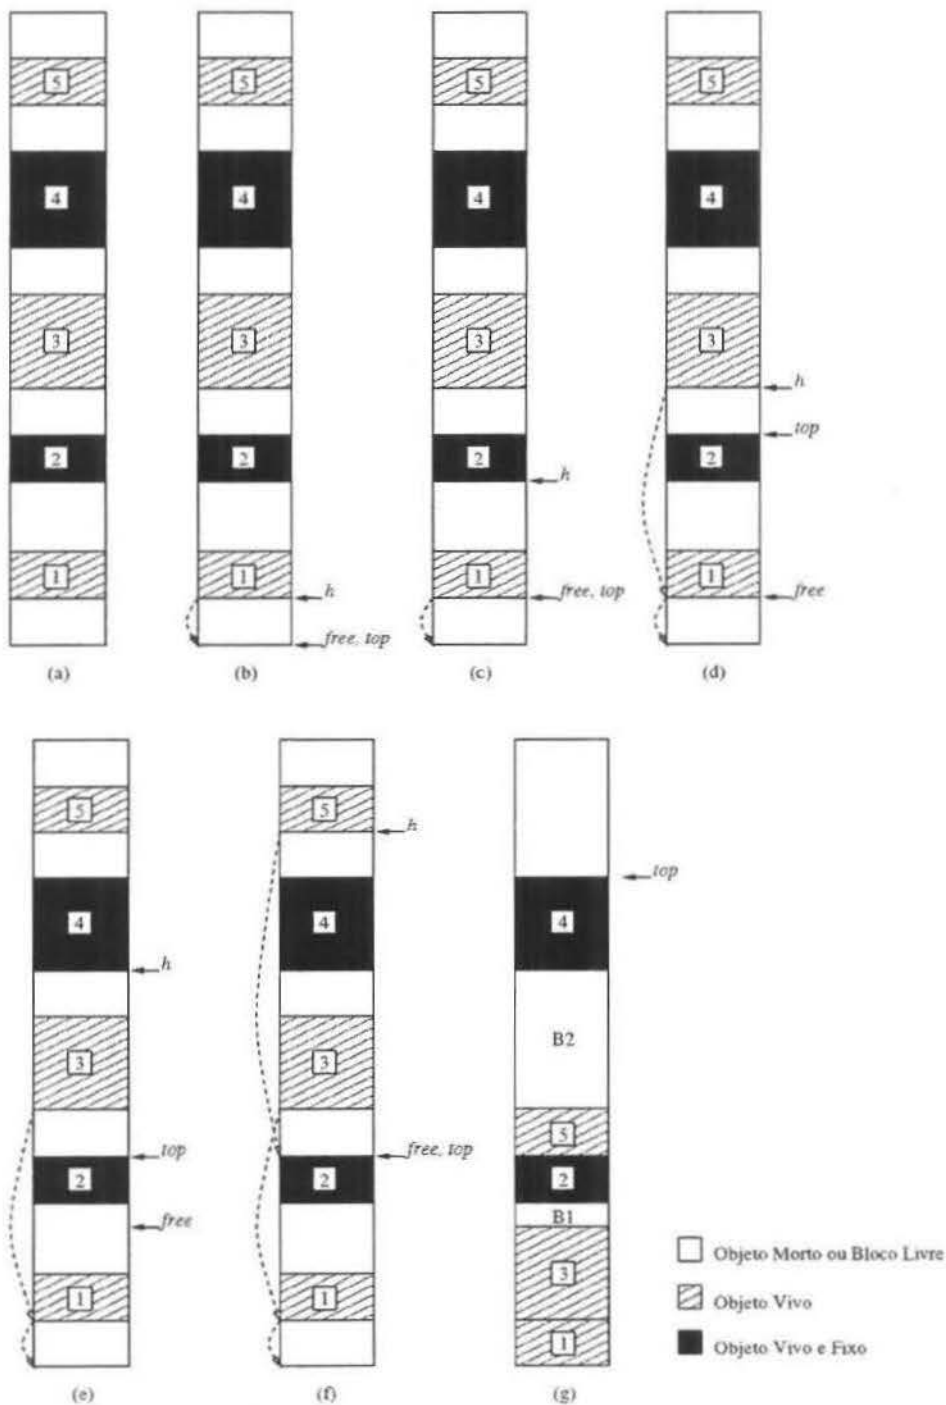 5 5 5 5
4 4 4 4
3 3 3 3
h
top
2 2 2 2
h
1 1 1 1
h free, top free
free, top
(a) (b) (c) (d)
5 5
h
top
4 4 4
h
3 3 B2
5
top free, top
2 2 2
free B1
3
1 1 1
Objeto Morto ou Bloco Livre
Objeto Vivo
Objeto Vivo e Fixo
(e) (f) (g)